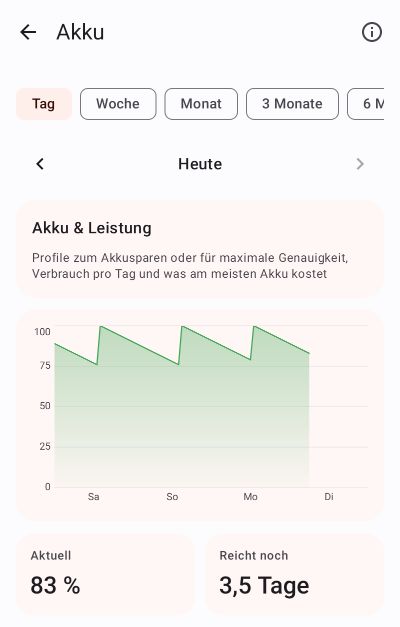 Akku
Tag
Woche
Monat
3 Monate
6 M
Heute
Akku & Leistung
Profile zum Akkusparen oder für maximale Genauigkeit,
Verbrauch pro Tag und was am meisten Akku kostet
100
75
50
25
0
Sa
So
Mo
Di
Aktuell
83 %
Reicht noch
3,5 Tage